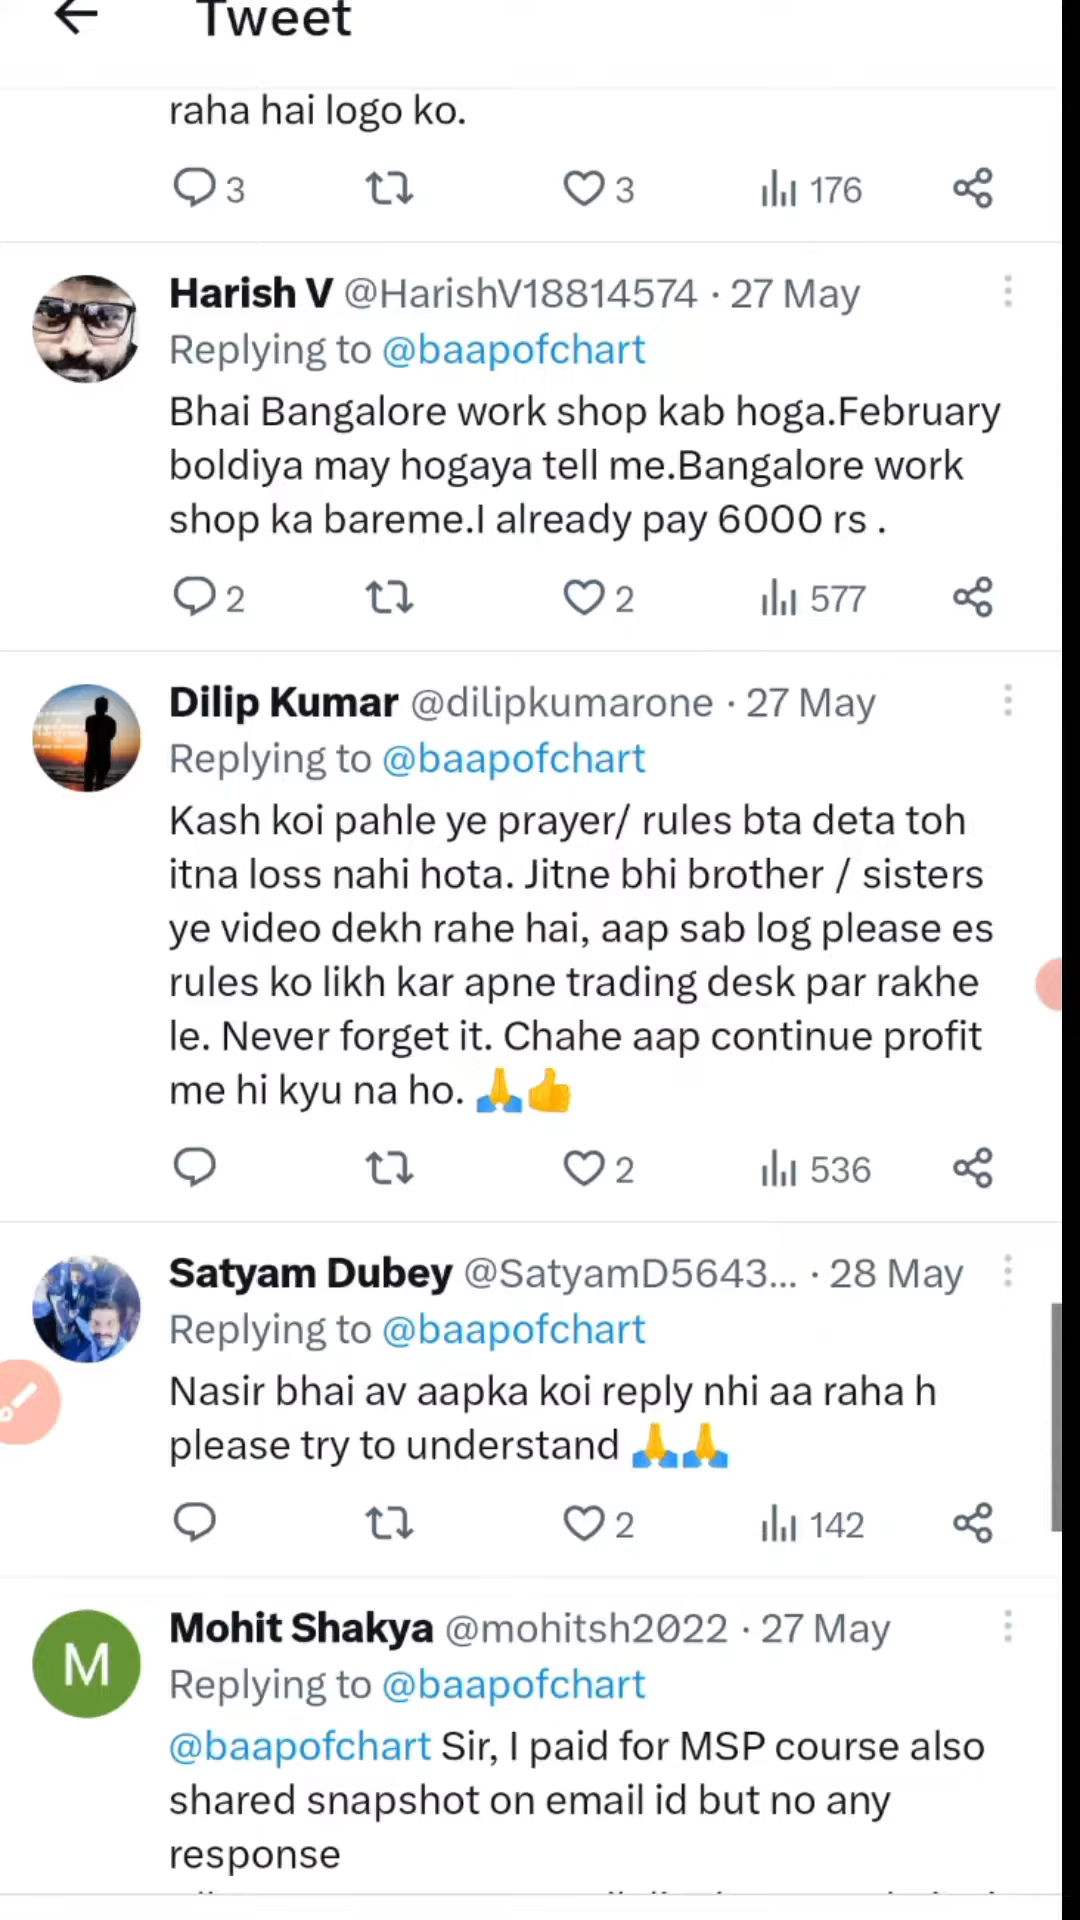 Tweet
raha hai logo ko.
3 3 176
Harish V @HarishV18814574 · 27 May
Replying to @baapofchart
Bhai Bangalore work shop kab hoga.February
boldiya may hogaya tell me.Bangalore work
shop ka bareme.I already pay 6000 rs .
2 2 577
Dilip Kumar @dilipkumarone · 27 May
Replying to @baapofchart
Kash koi pahle ye prayer/ rules bta deta toh
itna loss nahi hota. Jitne bhi brother / sisters
ye video dekh rahe hai, aap sab log please es
rules ko likh kar apne trading desk par rakhe
le. Never forget it. Chahe aap continue profit
me hi kyu na ho. 🙏👍
2 536
Satyam Dubey @SatyamD5643... · 28 May
Replying to @baapofchart
Nasir bhai av aapka koi reply nhi aa raha h
please try to understand 🙏🙏
2 142
M
Mohit Shakya @mohitsh2022 · 27 May
Replying to @baapofchart
@baapofchart Sir, I paid for MSP course also
shared snapshot on email id but no any
response